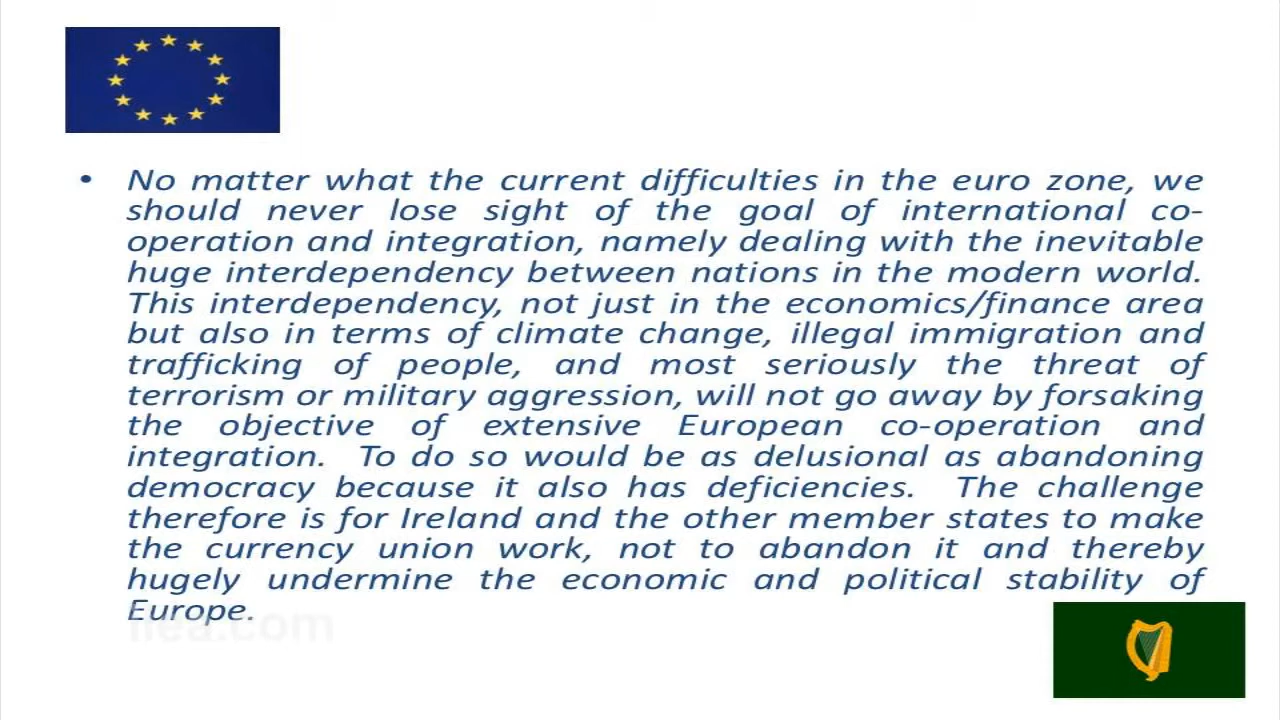 • No matter what the current difficulties in the euro zone, we
should never lose sight of the goal of international co-
operation and integration, namely dealing with the inevitable
huge interdependency between nations in the modern world.
This interdependency, not just in the economics/finance area
but also in terms of climate change, illegal immigration and
trafficking of people, and most seriously the threat of
terrorism or military aggression, will not go away by forsaking
the objective of extensive European co-operation and
integration. To do so would be as delusional as abandoning
democracy because it also has deficiencies. The challenge
therefore is for Ireland and the other member states to make
the currency union work, not to abandon it and thereby
hugely undermine the economic and political stability of
Europe.
iiea.com